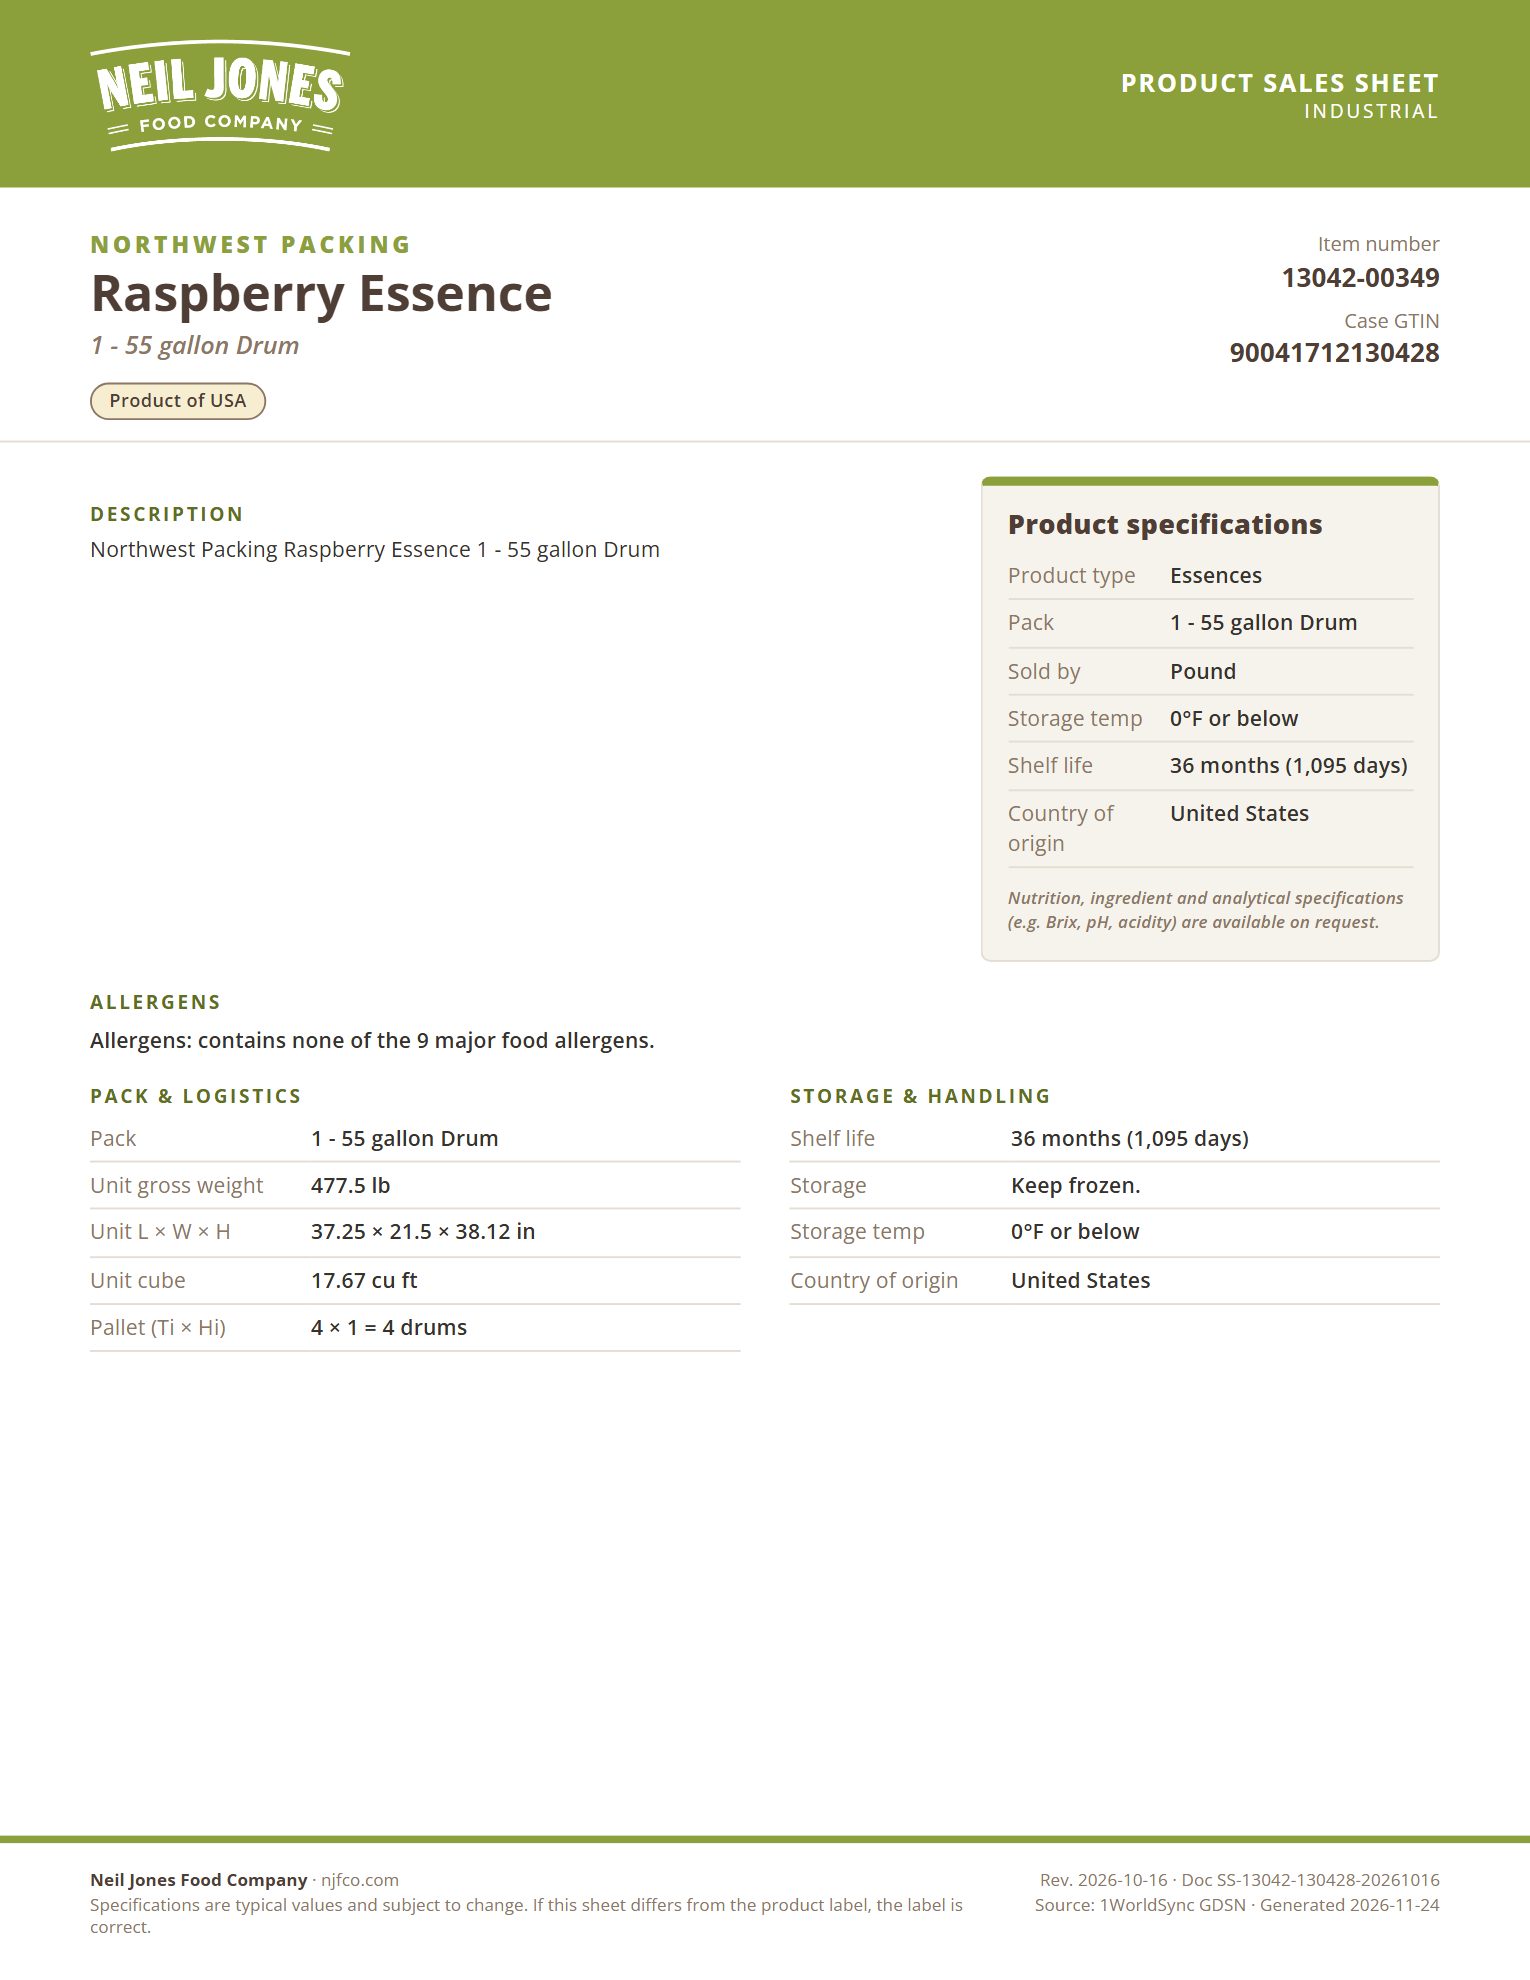 NEIL JONES
FOOD COMPANY
PRODUCT SALES SHEET
INDUSTRIAL
NORTHWEST PACKING
Raspberry Essence
1 - 55 gallon Drum
Product of USA
Item number
13042-00349
Case GTIN
90041712130428
DESCRIPTION
Northwest Packing Raspberry Essence 1 - 55 gallon Drum
Product specifications
Product type Essences
Pack 1 - 55 gallon Drum
Sold by Pound
Storage temp 0°F or below
Shelf life 36 months (1,095 days)
Country of United States
origin
Nutrition, ingredient and analytical specifications
(e.g. Brix, pH, acidity) are available on request.
ALLERGENS
Allergens: contains none of the 9 major food allergens.
PACK & LOGISTICS
Pack 1 - 55 gallon Drum
Unit gross weight 477.5 lb
Unit L × W × H 37.25 × 21.5 × 38.12 in
Unit cube 17.67 cu ft
Pallet (Ti × Hi) 4 × 1 = 4 drums
STORAGE & HANDLING
Shelf life 36 months (1,095 days)
Storage Keep frozen.
Storage temp 0°F or below
Country of origin United States
Neil Jones Food Company · njfco.com
Specifications are typical values and subject to change. If this sheet differs from the product label, the label is
correct.
Rev. 2026-10-16 · Doc SS-13042-130428-20261016
Source: 1WorldSync GDSN · Generated 2026-11-24